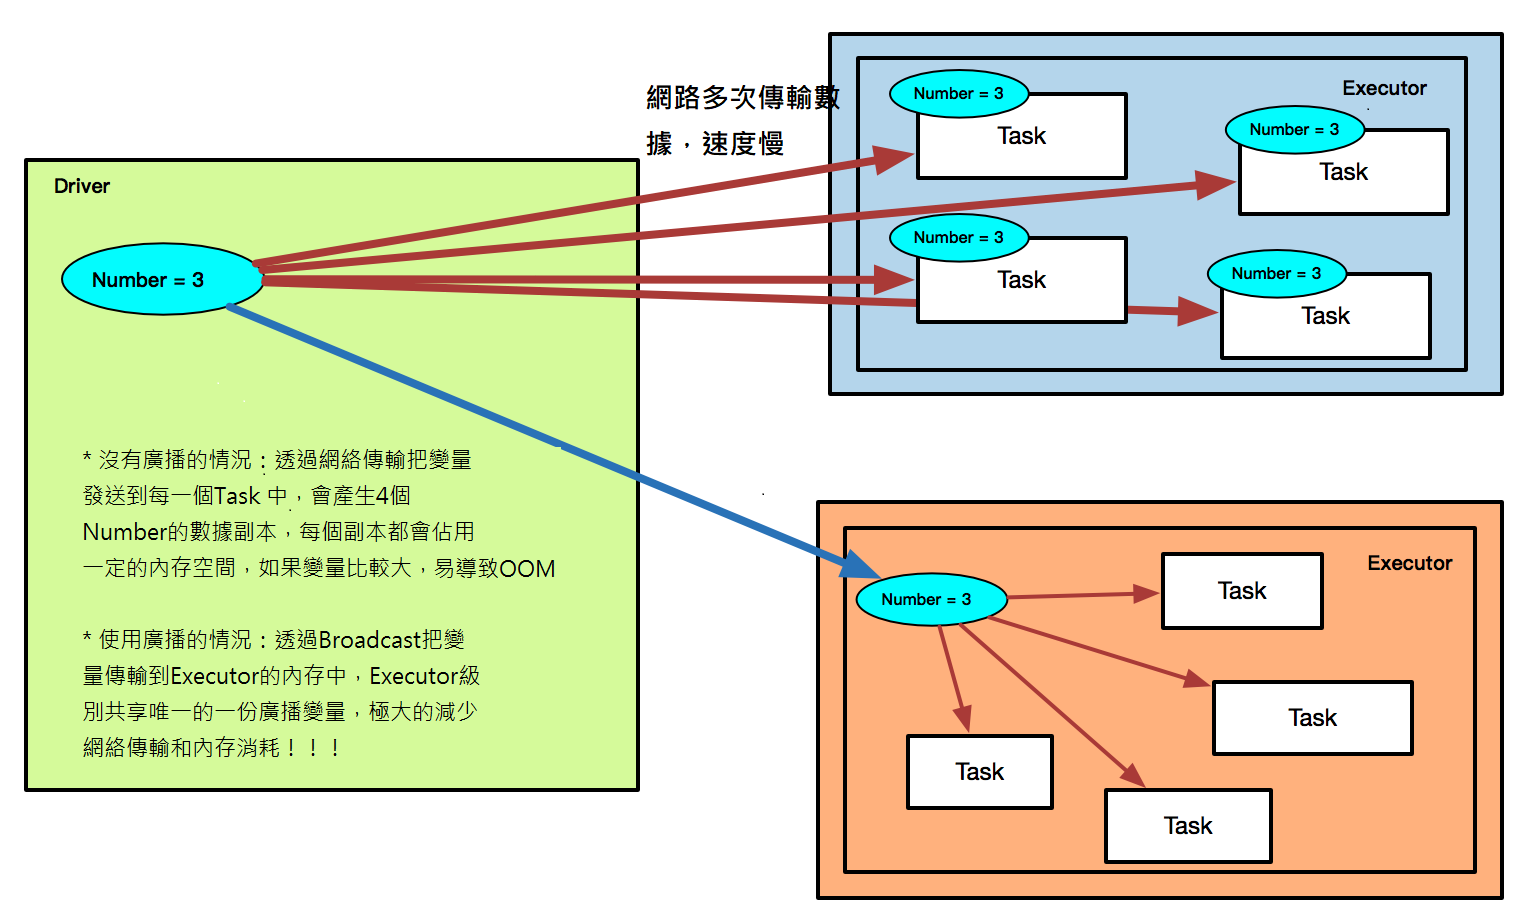 Driver
Number = 3
* 沒有廣播的情況：透過網絡傳輸把變量
發送到每一個Task 中，會產生4個
Number的數據副本，每個副本都會佔用
一定的內存空間，如果變量比較大，易導致OOM
* 使用廣播的情況：透過Broadcast把變
量傳輸到Executor的內存中，Executor級
別共享唯一的一份廣播變量，極大的減少
網絡傳輸和內存消耗！！！
網路多次傳輸數
據，速度慢
Executor
Number = 3
Task
Number = 3
Task
Number = 3
Task
Number = 3
Task
Executor
Number = 3
Task
Task
Task
Task